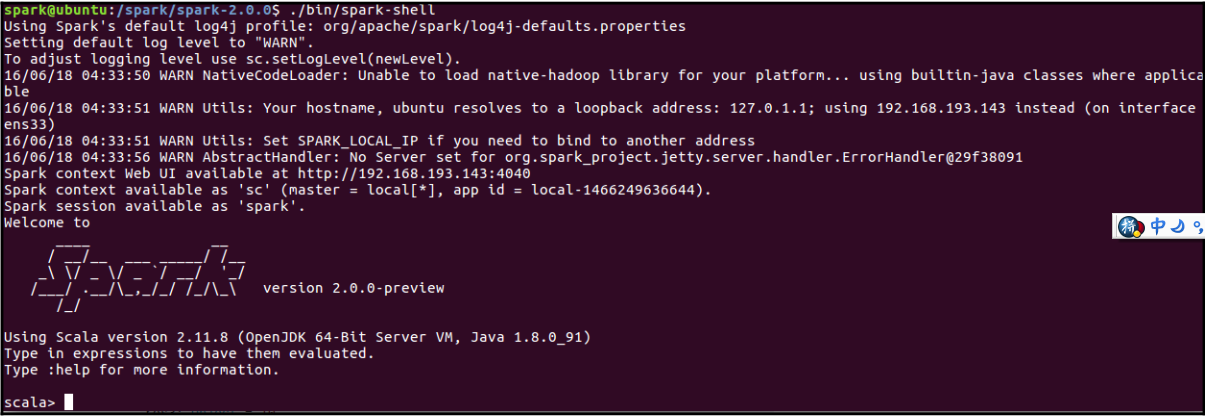 spark@ubuntu:/spark/spark-2.0.0$ ./bin/spark-shell
Using Spark's default log4j profile: org/apache/spark/log4j-defaults.properties
Setting default log level to "WARN".
To adjust logging level use sc.setLogLevel(newLevel).
16/06/18 04:33:50 WARN NativeCodeLoader: Unable to load native-hadoop library for your platform... using builtin-java classes where applica
ble
16/06/18 04:33:51 WARN Utils: Your hostname, ubuntu resolves to a loopback address: 127.0.1.1; using 192.168.193.143 instead (on interface
ens33)
16/06/18 04:33:51 WARN Utils: Set SPARK_LOCAL_IP if you need to bind to another address
16/06/18 04:33:56 WARN AbstractHandler: No Server set for org.spark_project.jetty.server.handler.ErrorHandler@29f38091
Spark context Web UI available at http://192.168.193.143:4040
Spark context available as 'sc' (master = local[*], app id = local-1466249636644).
Spark session available as 'spark'.
Welcome to
拼 中
Spark version 2.0.0-preview
Using Scala version 2.11.8 (OpenJDK 64-Bit Server VM, Java 1.8.0_91)
Type in expressions to have them evaluated.
Type :help for more information.
scala>